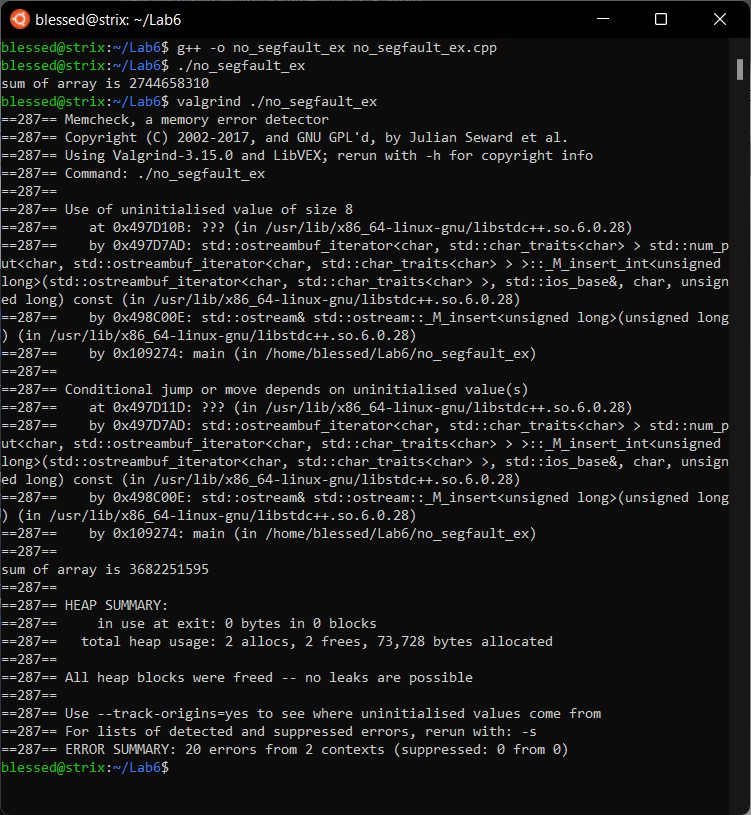 blessed@strix: ~/Lab6
blessed@strix:~/Lab6$ g++ -o no_segfault_ex no_segfault_ex.cpp
blessed@strix:~/Lab6$ ./no_segfault_ex
sum of array is 2744658310
blessed@strix:~/Lab6$ valgrind ./no_segfault_ex
==287== Memcheck, a memory error detector
==287== Copyright (C) 2002-2017, and GNU GPL'd, by Julian Seward et al.
==287== Using Valgrind-3.15.0 and LibVEX; rerun with -h for copyright info
==287== Command: ./no_segfault_ex
==287==
==287== Use of uninitialised value of size 8
==287==    at 0x497D10B: ??? (in /usr/lib/x86_64-linux-gnu/libstdc++.so.6.0.28)
==287==    by 0x497D7AD: std::ostreambuf_iterator<char, std::char_traits<char> > std::num_p
ut<char, std::ostreambuf_iterator<char, std::char_traits<char> > >::_M_insert_int<unsigned
long>(std::ostreambuf_iterator<char, std::char_traits<char> >, std::ios_base&, char, unsign
ed long) const (in /usr/lib/x86_64-linux-gnu/libstdc++.so.6.0.28)
==287==    by 0x498C00E: std::ostream& std::ostream::_M_insert<unsigned long>(unsigned long
) (in /usr/lib/x86_64-linux-gnu/libstdc++.so.6.0.28)
==287==    by 0x109274: main (in /home/blessed/Lab6/no_segfault_ex)
==287==
==287== Conditional jump or move depends on uninitialised value(s)
==287==    at 0x497D11D: ??? (in /usr/lib/x86_64-linux-gnu/libstdc++.so.6.0.28)
==287==    by 0x497D7AD: std::ostreambuf_iterator<char, std::char_traits<char> > std::num_p
ut<char, std::ostreambuf_iterator<char, std::char_traits<char> > >::_M_insert_int<unsigned
long>(std::ostreambuf_iterator<char, std::char_traits<char> >, std::ios_base&, char, unsign
ed long) const (in /usr/lib/x86_64-linux-gnu/libstdc++.so.6.0.28)
==287==    by 0x498C00E: std::ostream& std::ostream::_M_insert<unsigned long>(unsigned long
) (in /usr/lib/x86_64-linux-gnu/libstdc++.so.6.0.28)
==287==    by 0x109274: main (in /home/blessed/Lab6/no_segfault_ex)
==287==
sum of array is 3682251595
==287==
==287== HEAP SUMMARY:
==287==     in use at exit: 0 bytes in 0 blocks
==287==   total heap usage: 2 allocs, 2 frees, 73,728 bytes allocated
==287==
==287== All heap blocks were freed -- no leaks are possible
==287==
==287== Use --track-origins=yes to see where uninitialised values come from
==287== For lists of detected and suppressed errors, rerun with: -s
==287== ERROR SUMMARY: 20 errors from 2 contexts (suppressed: 0 from 0)
blessed@strix:~/Lab6$